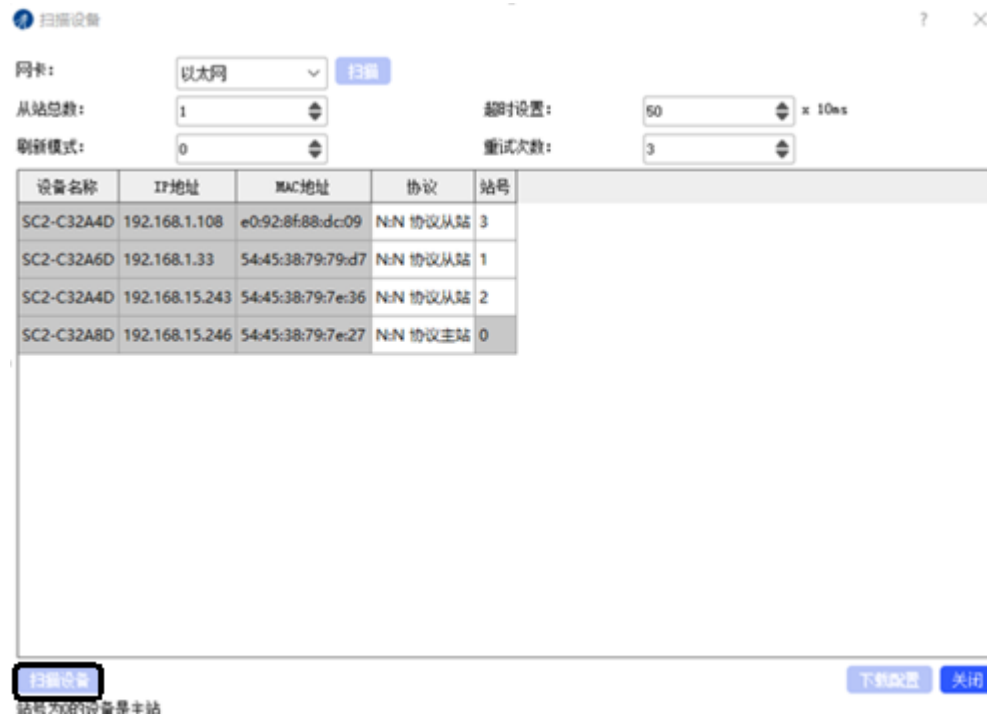 扫描设备
网卡: 以太网 扫描
从站总数: 1 超时设置: 50 x 10ms
刷新模式: 0 重试次数: 3
设备名称 IP地址 MAC地址 协议 站号
SC2-C32A4D 192.168.1.108 e0:92:8f:88:dc:09 N:N 协议从站 3
SC2-C32A6D 192.168.1.33 54:45:38:79:79:d7 N:N 协议从站 1
SC2-C32A4D 192.168.15.243 54:45:38:79:7e:36 N:N 协议从站 2
SC2-C32A8D 192.168.15.246 54:45:38:79:7e:27 N:N 协议主站 0
扫描设备 下载配置 关闭
站号为0的设备是主站